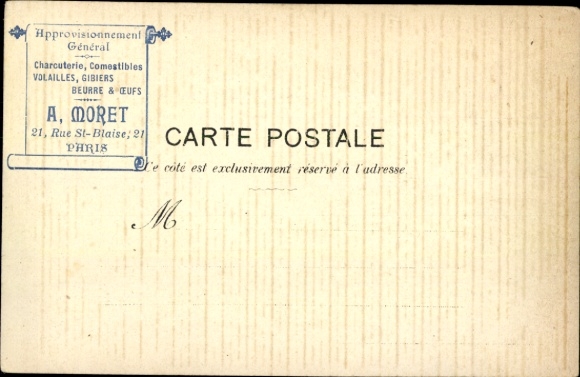 Approvisionnement
Général
Charcuterie, Comestibles
VOLAILLES, GIBIERS
BEURRE & ŒUFS
A. MORET
21, Rue St-Blaise, 21
PARIS
CARTE POSTALE
Ce côté est exclusivement réservé à l'adresse
M